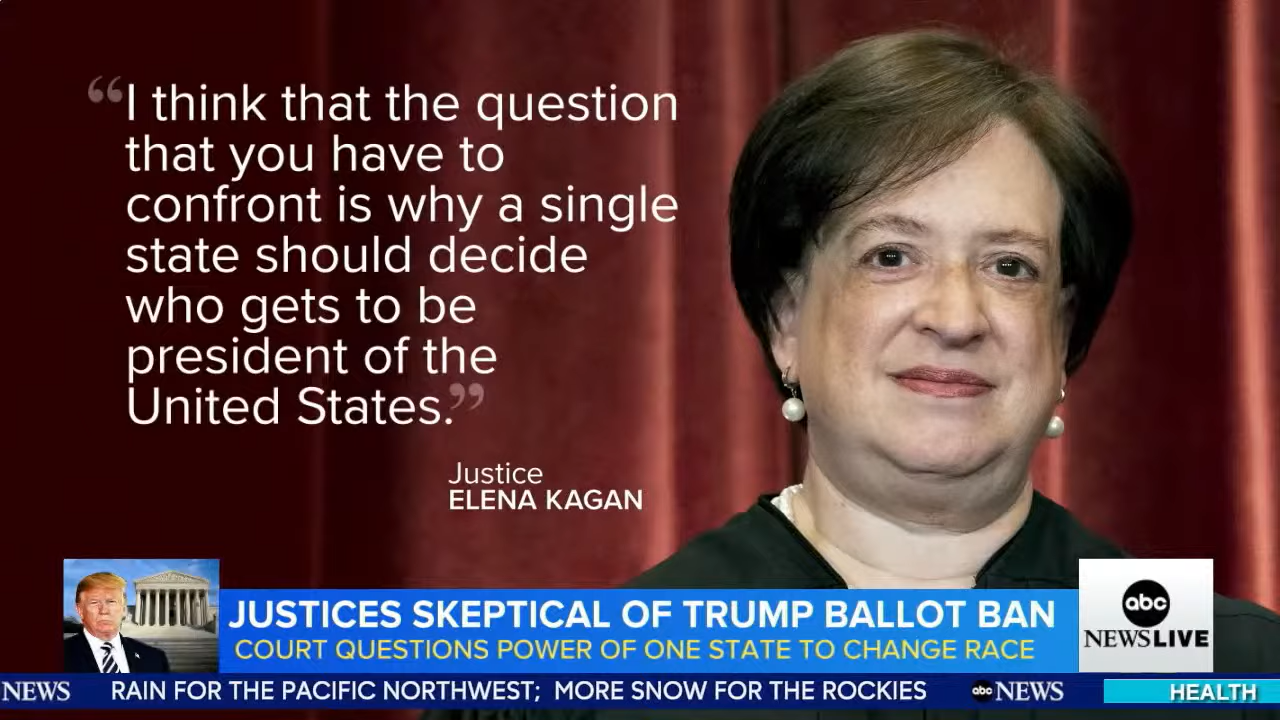 “I think that the question
that you have to
confront is why a single
state should decide
who gets to be
president of the
United States.”
Justice
ELENA KAGAN
JUSTICES SKEPTICAL OF TRUMP BALLOT BAN
COURT QUESTIONS POWER OF ONE STATE TO CHANGE RACE
abc
NEWSLIVE
NEWS RAIN FOR THE PACIFIC NORTHWEST; MORE SNOW FOR THE ROCKIES abc NEWS HEALTH